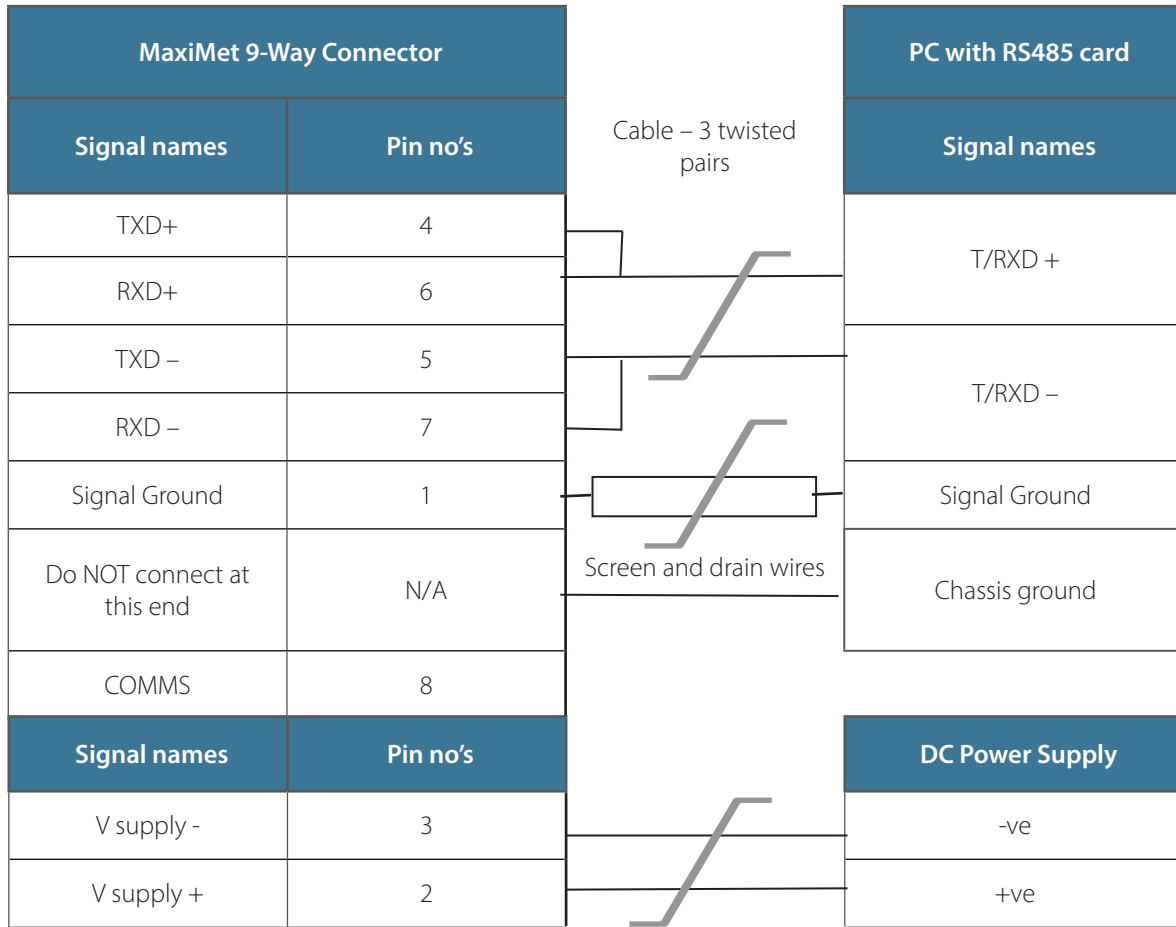 MaxiMet 9-Way Connector
PC with RS485 card
Signal names
Pin no’s
Cable – 3 twisted
pairs
Signal names
TXD+
4
T/RXD +
RXD+
6
TXD –
5
T/RXD –
RXD –
7
Signal Ground
1
Signal Ground
Do NOT connect at
this end
N/A
Screen and drain wires
Chassis ground
COMMS
8
Signal names
Pin no’s
DC Power Supply
V supply -
3
-ve
V supply +
2
+ve